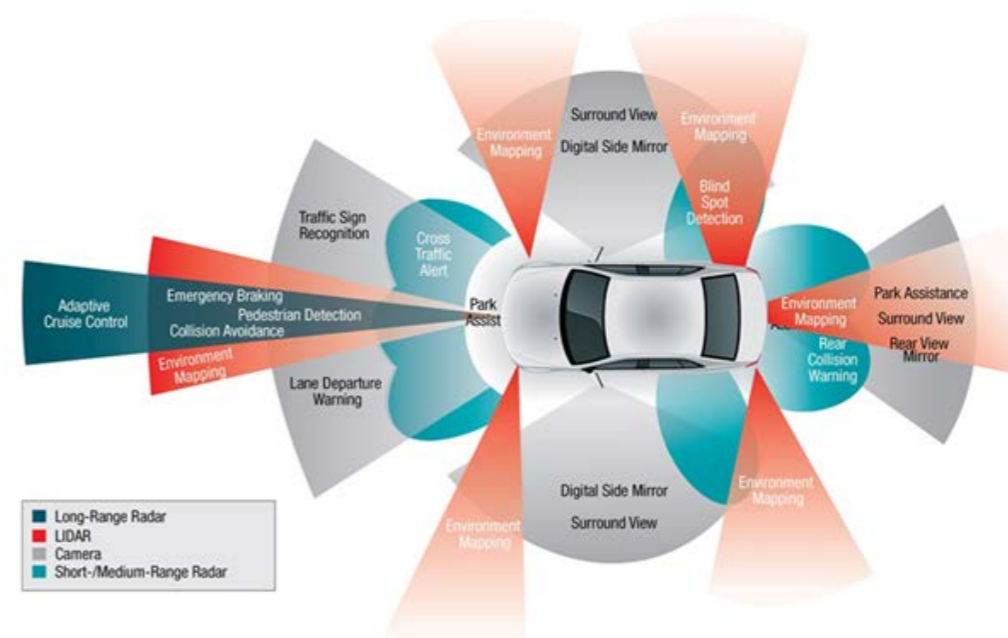 Surround View
Digital Side Mirror
Environment
Mapping
Environment
Mapping
Blind
Spot
Detection
Traffic Sign
Recognition
Cross
Traffic
Alert
Adaptive
Cruise Control
Emergency Braking
Pedestrian Detection
Collision Avoidance
Environment
Mapping
Lane Departure
Warning
Park
Assist
Environment
Mapping
Park Assistance
Surround View
Rear View
Mirror
Rear
Collision
Warning
Digital Side Mirror
Surround View
Environment
Mapping
Environment
Mapping
Long-Range Radar
LIDAR
Camera
Short-/Medium-Range Radar